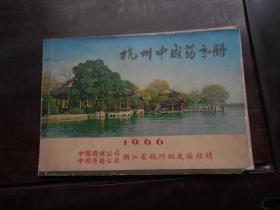 杭州中成药手册
1966
中国药材公司
中国医药公司
浙江省杭州批发站经销